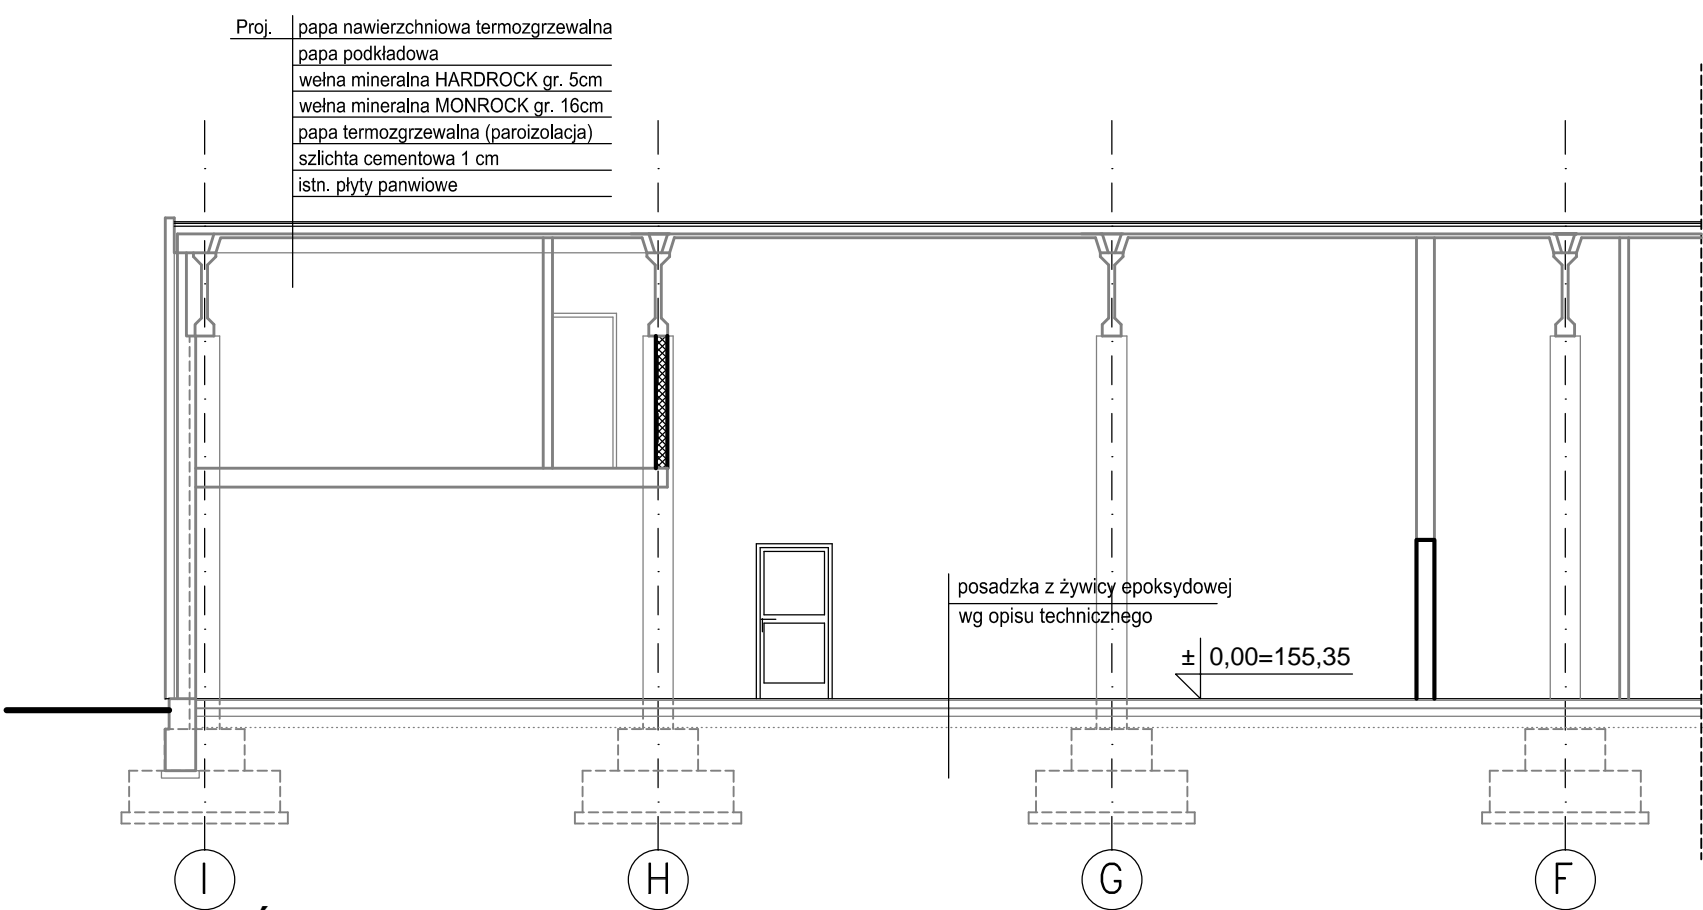 Proj.
papa nawierzchniowa termozgrzewalna
papa podkładowa
wełna mineralna HARDROCK gr. 5cm
wełna mineralna MONROCK gr. 16cm
papa termozgrzewalna (paroizolacja)
szlichta cementowa 1 cm
istn. płyty panwiowe
posadzka z żywicy epoksydowej
wg opisu technicznego
± 0,00=155,35
I
H
G
F